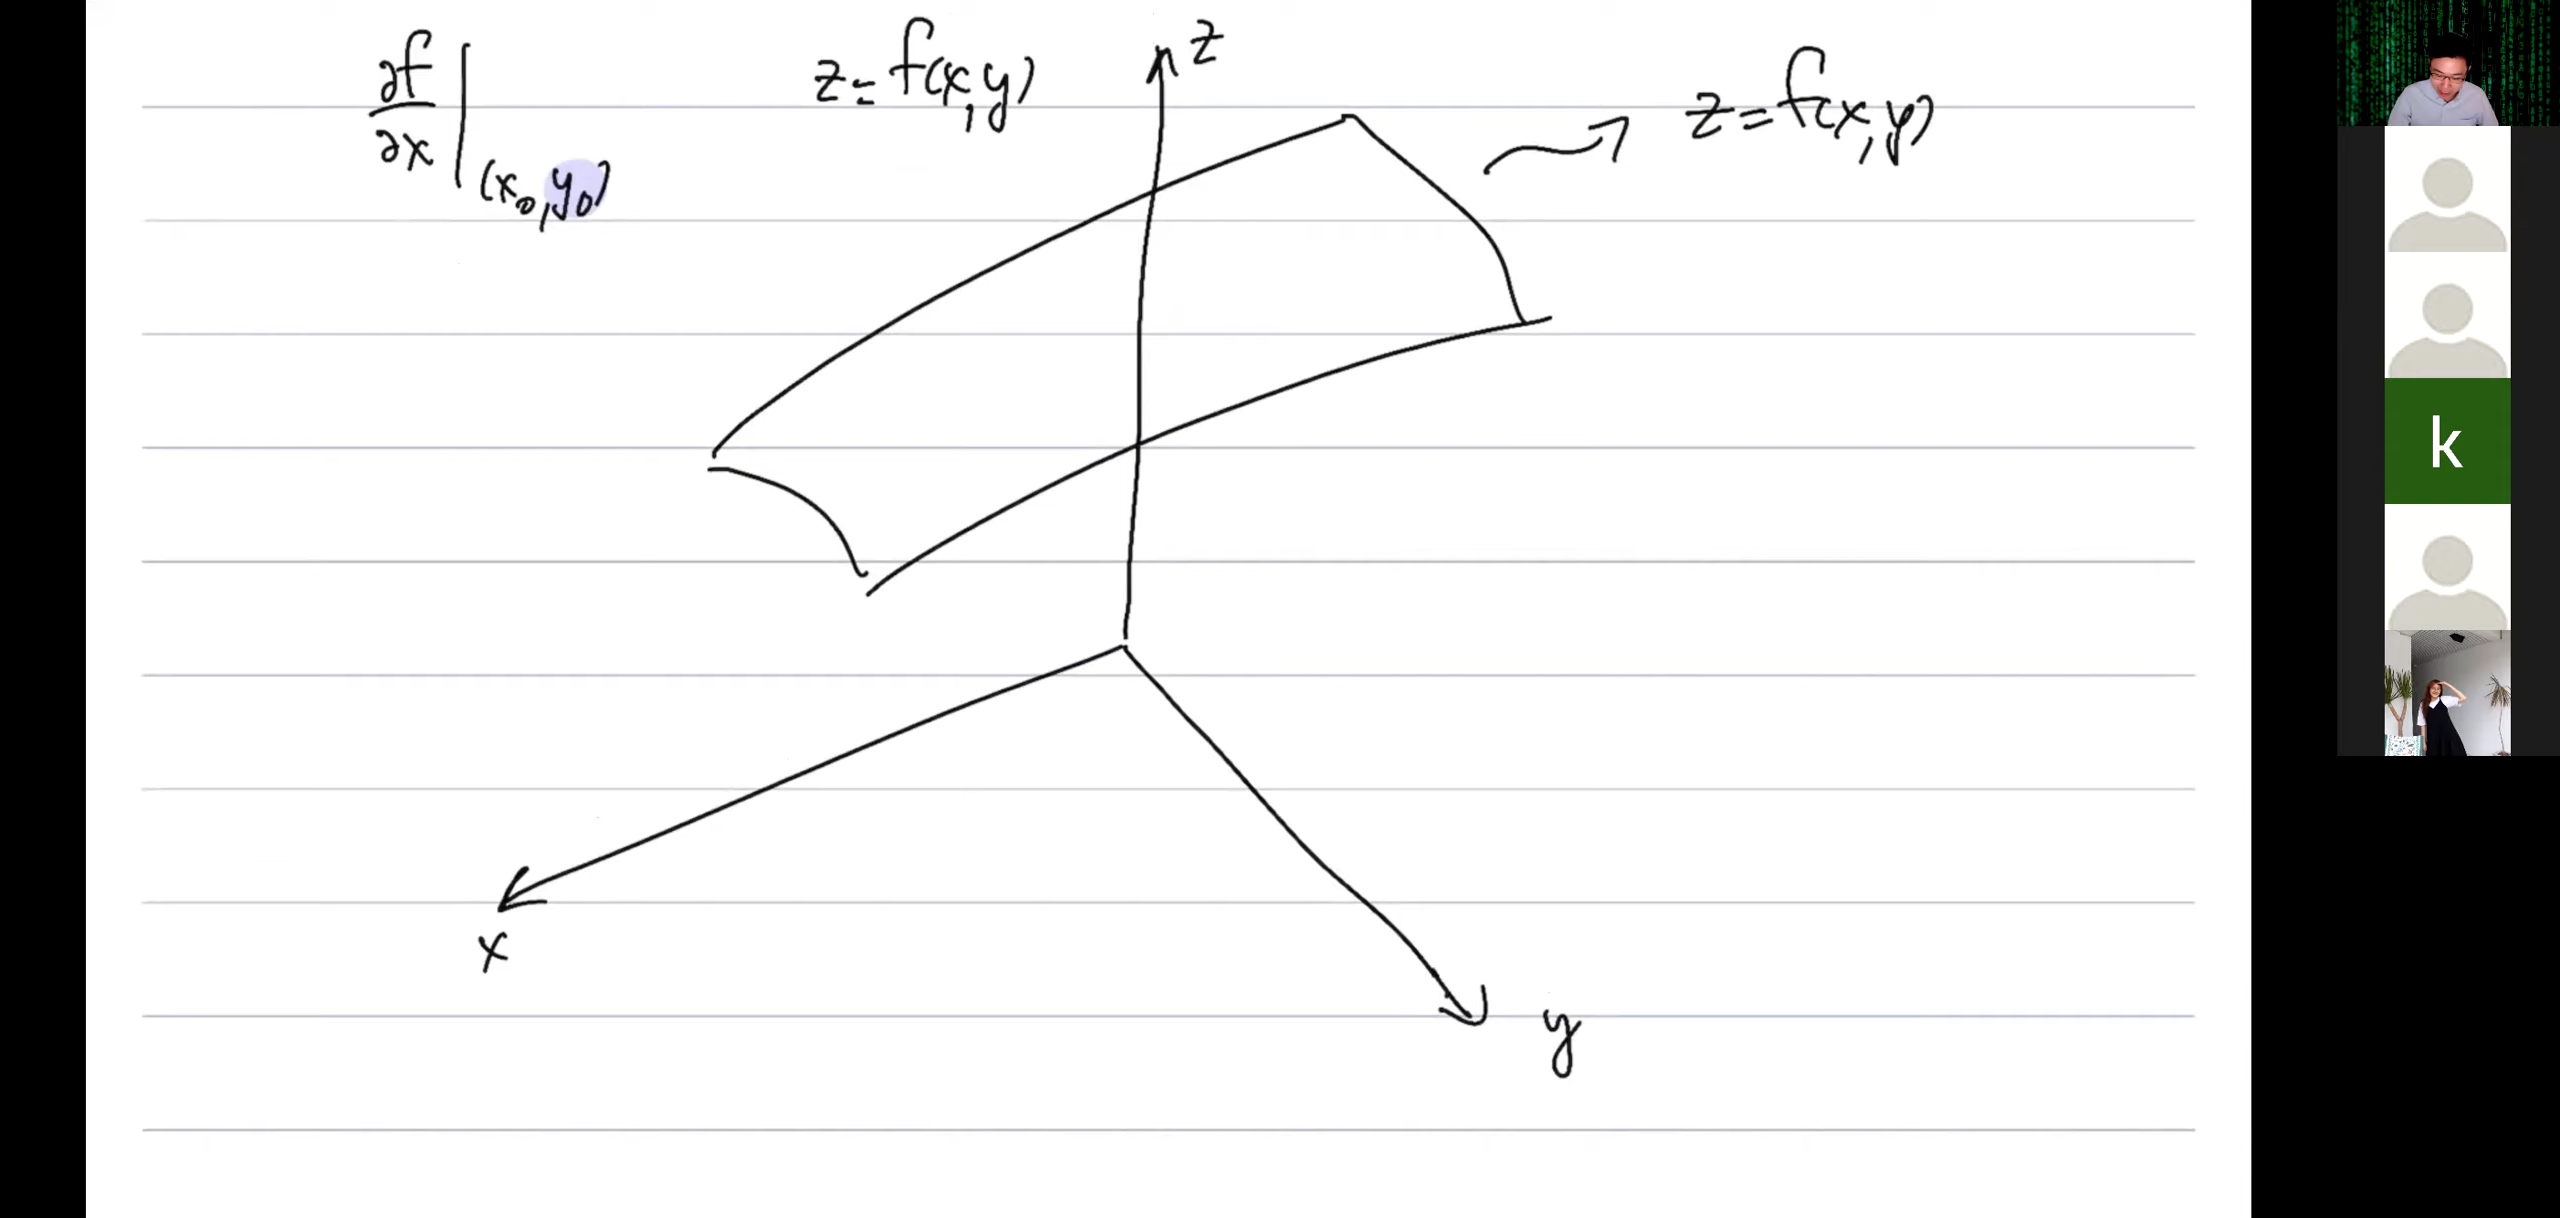 ∂f/∂x |(x₀,y₀)
z=f(x,y)
z
z=f(x,y)
x
y
k